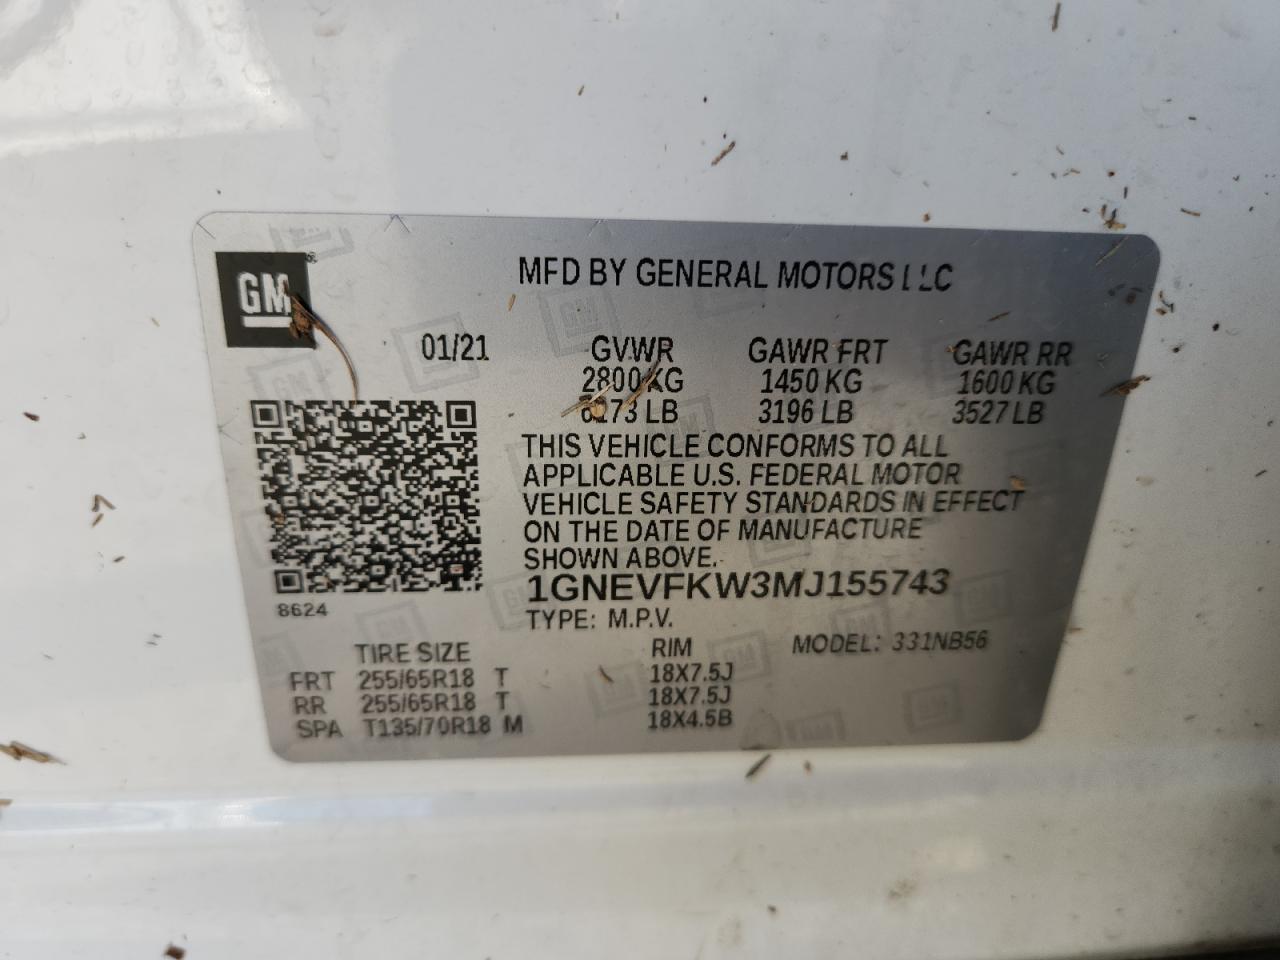 GM
MFD BY GENERAL MOTORS LLC
01/21 GVWR GAWR FRT GAWR RR
2800 KG 1450 KG 1600 KG
6173 LB 3196 LB 3527 LB
THIS VEHICLE CONFORMS TO ALL
APPLICABLE U.S. FEDERAL MOTOR
VEHICLE SAFETY STANDARDS IN EFFECT
ON THE DATE OF MANUFACTURE
SHOWN ABOVE.
1GNEVFKW3MJ155743
8624
TYPE: M.P.V.
TIRE SIZE RIM MODEL: 331NB56
FRT 255/65R18 T 18X7.5J
RR 255/65R18 T 18X7.5J
SPA T135/70R18 M 18X4.5B